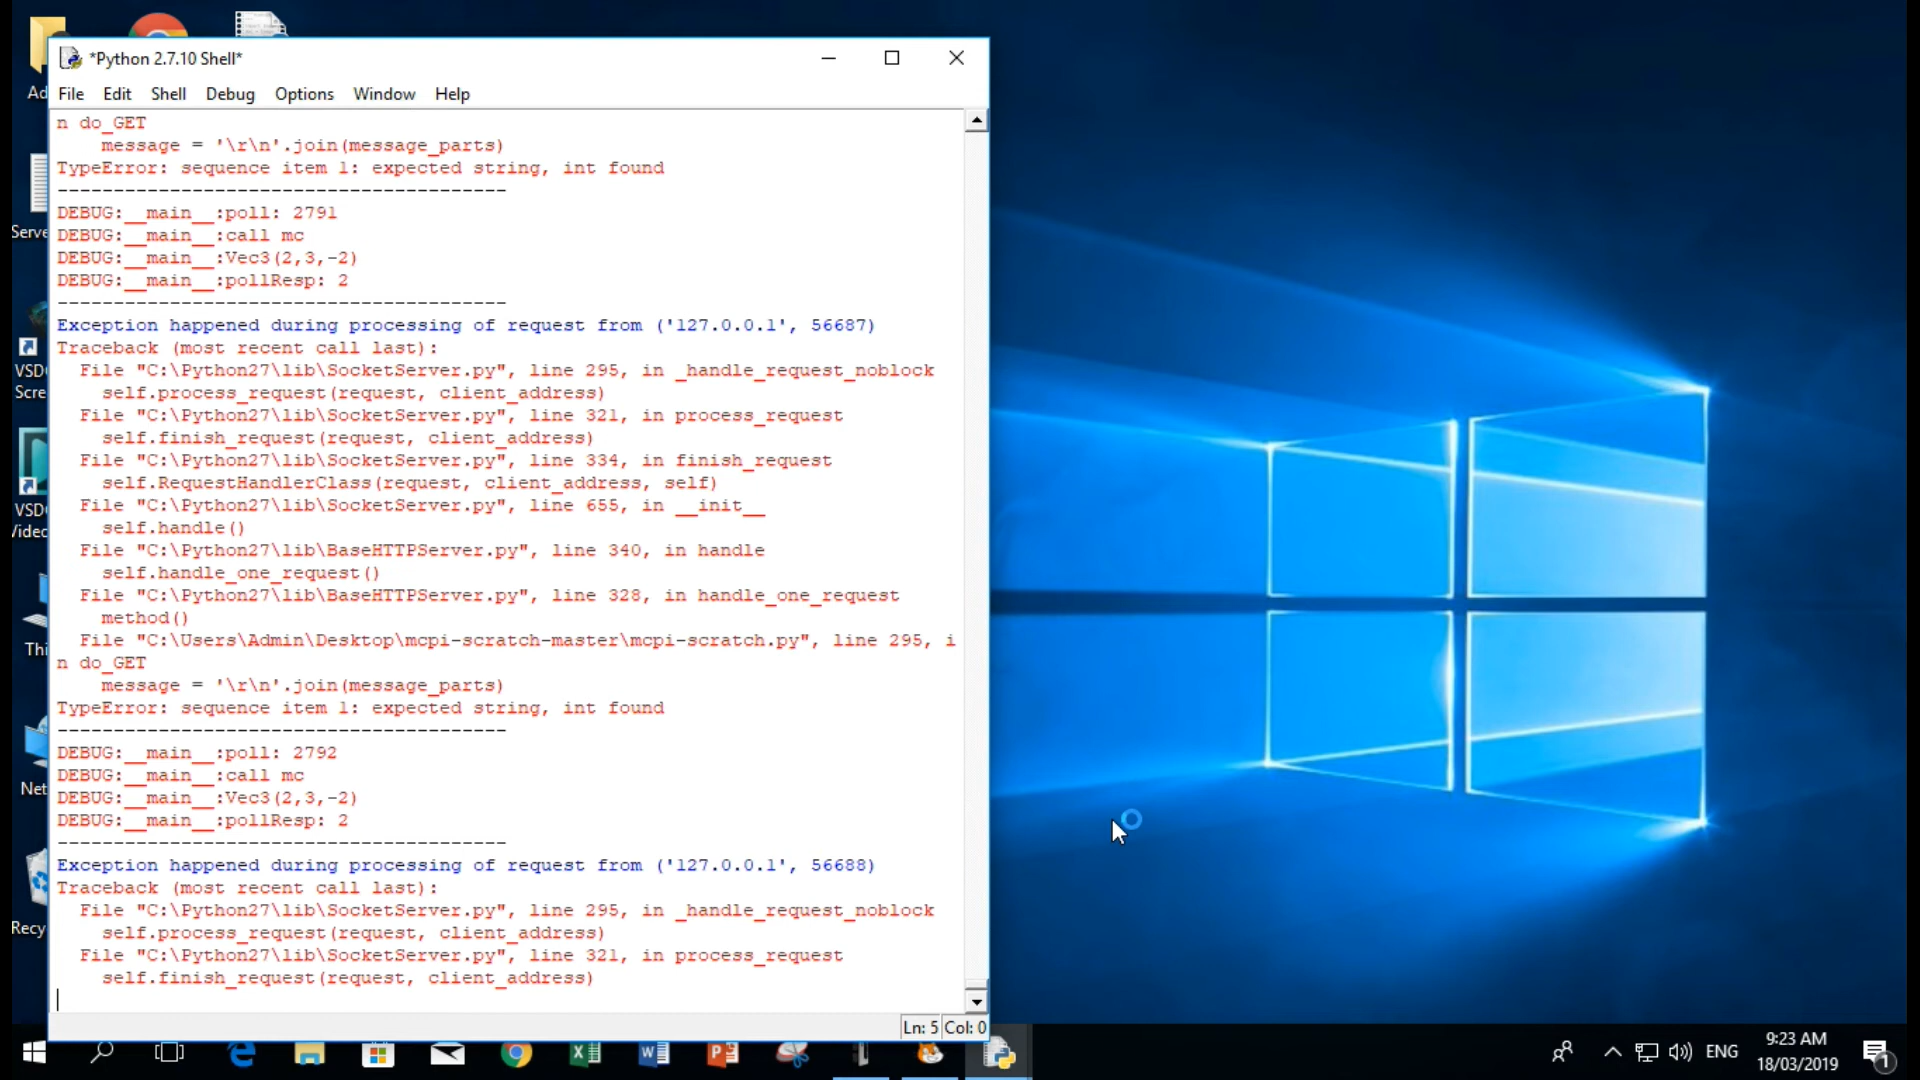 *Python 2.7.10 Shell*
File Edit Shell Debug Options Window Help
n do_GET
message = '\r\n'.join(message_parts)
TypeError: sequence item 1: expected string, int found
----------------------------------------
DEBUG:__main__:poll: 2791
DEBUG:__main__:call mc
DEBUG:__main__:Vec3(2,3,-2)
DEBUG:__main__:pollResp: 2
----------------------------------------
Exception happened during processing of request from ('127.0.0.1', 56687)
Traceback (most recent call last):
File "C:\Python27\lib\SocketServer.py", line 295, in _handle_request_noblock
self.process_request(request, client_address)
File "C:\Python27\lib\SocketServer.py", line 321, in process_request
self.finish_request(request, client_address)
File "C:\Python27\lib\SocketServer.py", line 334, in finish_request
self.RequestHandlerClass(request, client_address, self)
File "C:\Python27\lib\SocketServer.py", line 655, in __init__
self.handle()
File "C:\Python27\lib\BaseHTTPServer.py", line 340, in handle
self.handle_one_request()
File "C:\Python27\lib\BaseHTTPServer.py", line 328, in handle_one_request
method()
File "C:\Users\Admin\Desktop\mcpi-scratch-master\mcpi-scratch.py", line 295, i
n do_GET
message = '\r\n'.join(message_parts)
TypeError: sequence item 1: expected string, int found
----------------------------------------
DEBUG:__main__:poll: 2792
DEBUG:__main__:call mc
DEBUG:__main__:Vec3(2,3,-2)
DEBUG:__main__:pollResp: 2
----------------------------------------
Exception happened during processing of request from ('127.0.0.1', 56688)
Traceback (most recent call last):
File "C:\Python27\lib\SocketServer.py", line 295, in _handle_request_noblock
self.process_request(request, client_address)
File "C:\Python27\lib\SocketServer.py", line 321, in process_request
self.finish_request(request, client_address)
Ln: 5 Col: 0
Ad
Serve
VSD
Scre
VSD
Video
Thi
Net
Recy
ENG
9:23 AM
18/03/2019
1